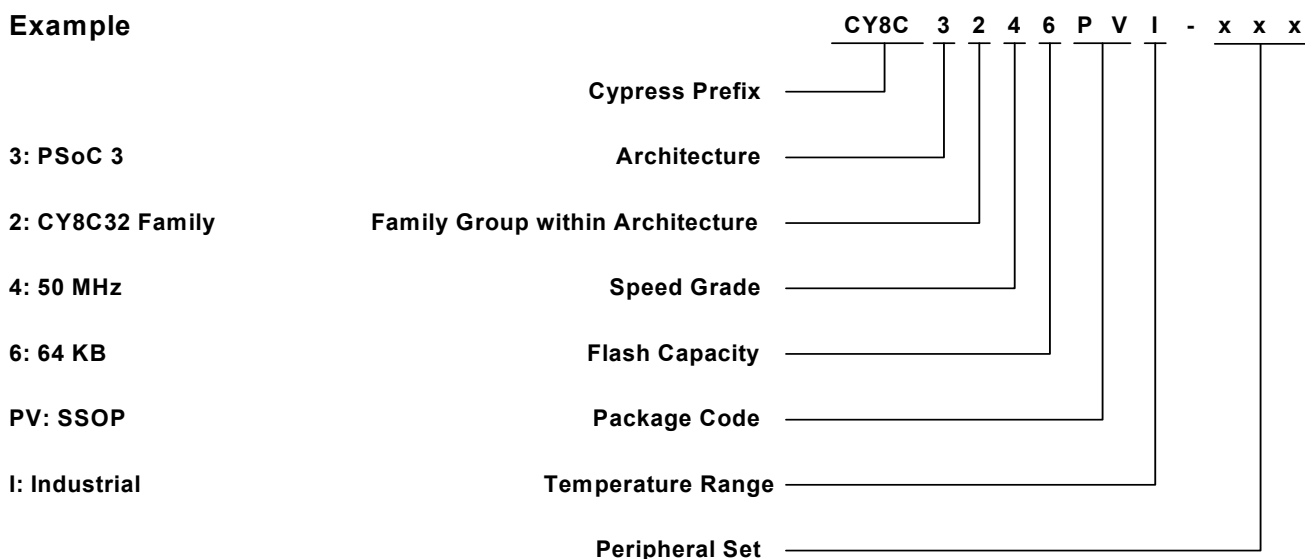 Example CY8C 3 2 4 6 P V I - x x x
Cypress Prefix
3: PSoC 3 Architecture
2: CY8C32 Family Family Group within Architecture
4: 50 MHz Speed Grade
6: 64 KB Flash Capacity
PV: SSOP Package Code
I: Industrial Temperature Range
Peripheral Set